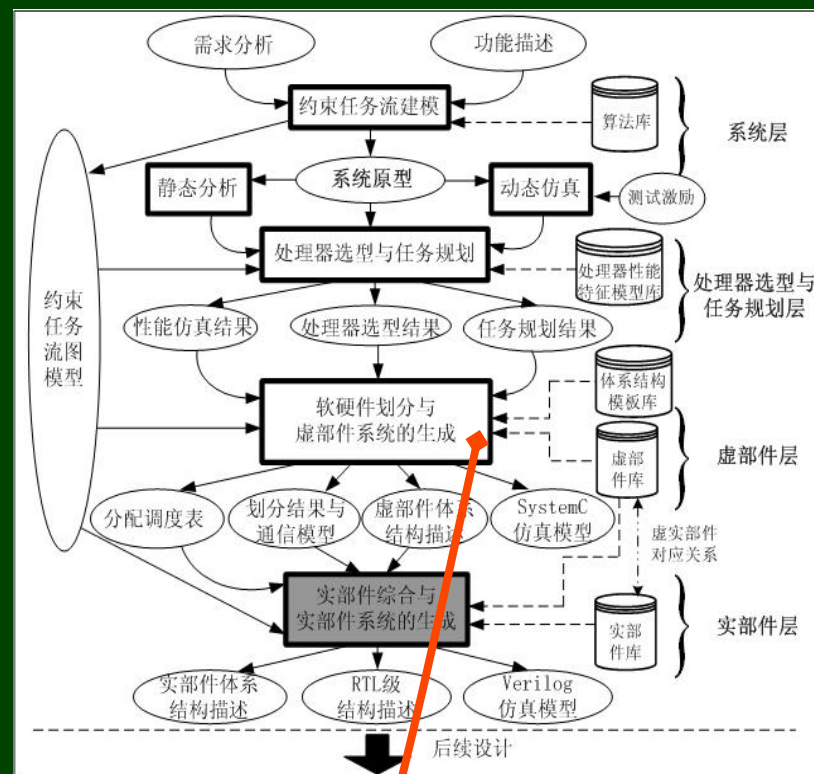 需求分析
功能描述
约束任务流建模
算法库
系统层
静态分析
系统原型
动态仿真
测试激励
处理器选型与任务规划
处理器性能
特征模型库
处理器选型与
任务规划层
约束
任务
流图
模型
性能仿真结果
处理器选型结果
任务规划结果
软硬件划分与
虚部件系统的生成
体系结构
模板库
虚部
件库
虚部件层
分配调度表
划分结果与
通信模型
虚部件体系
结构描述
SystemC
仿真模型
虚实部件
对应关系
实部件综合与
实部件系统的生成
实部
件库
实部件层
实部件体系
结构描述
RTL级
结构描述
Verilog
仿真模型
后续设计